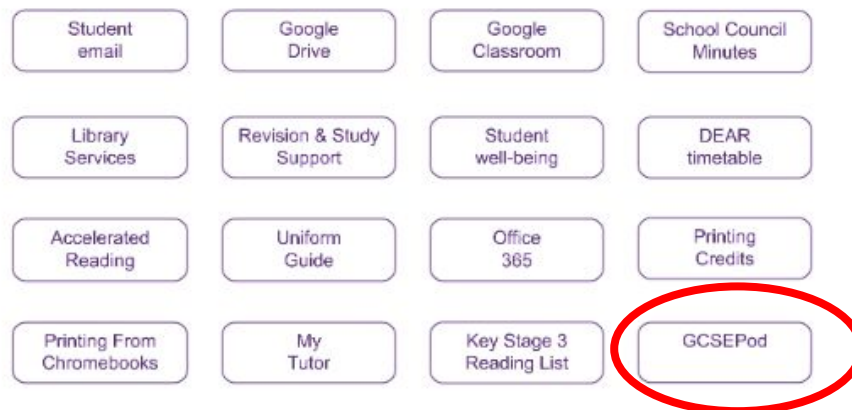 Student
email
Google
Drive
Google
Classroom
School Council
Minutes
Library
Services
Revision & Study
Support
Student
well-being
DEAR
timetable
Accelerated
Reading
Uniform
Guide
Office
365
Printing
Credits
Printing From
Chromebooks
My
Tutor
Key Stage 3
Reading List
GCSEPod